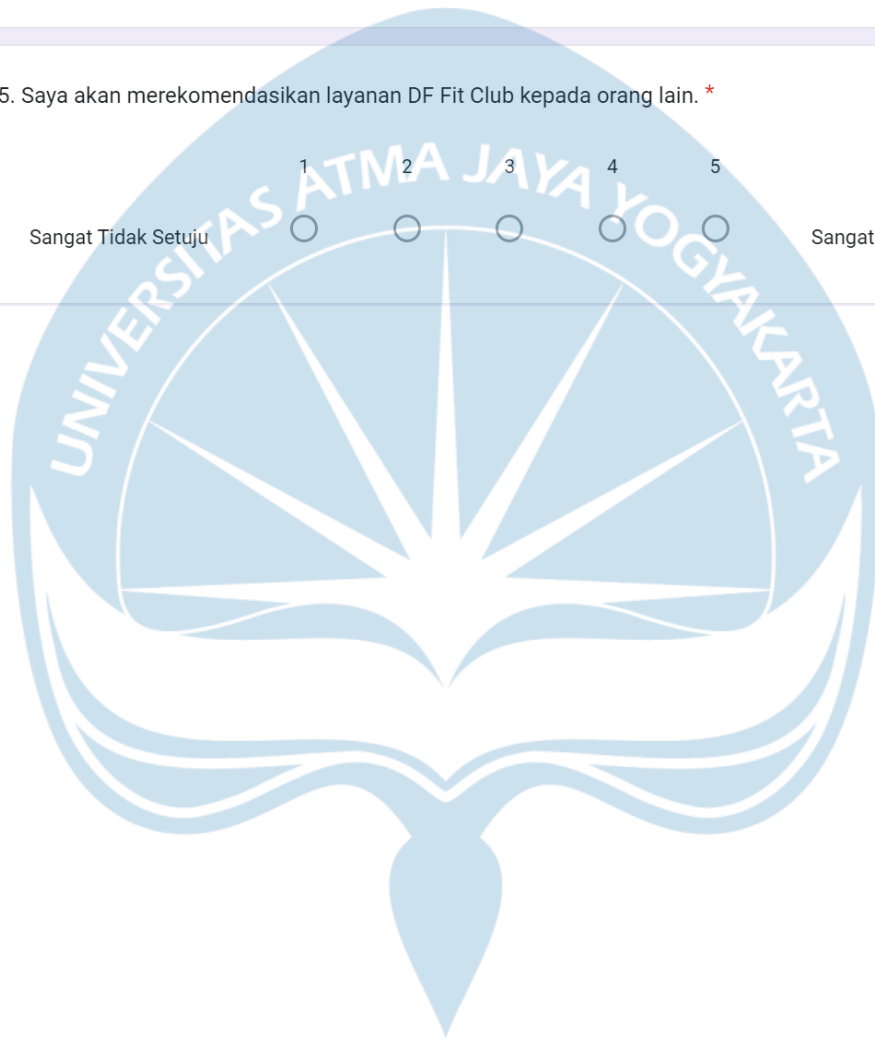 5. Saya akan merekomendasikan layanan DF Fit Club kepada orang lain. *
1 2 3 4 5
Sangat Tidak Setuju
Sangat
UNIVERSITAS ATMA JAYA YOGYAKARTA